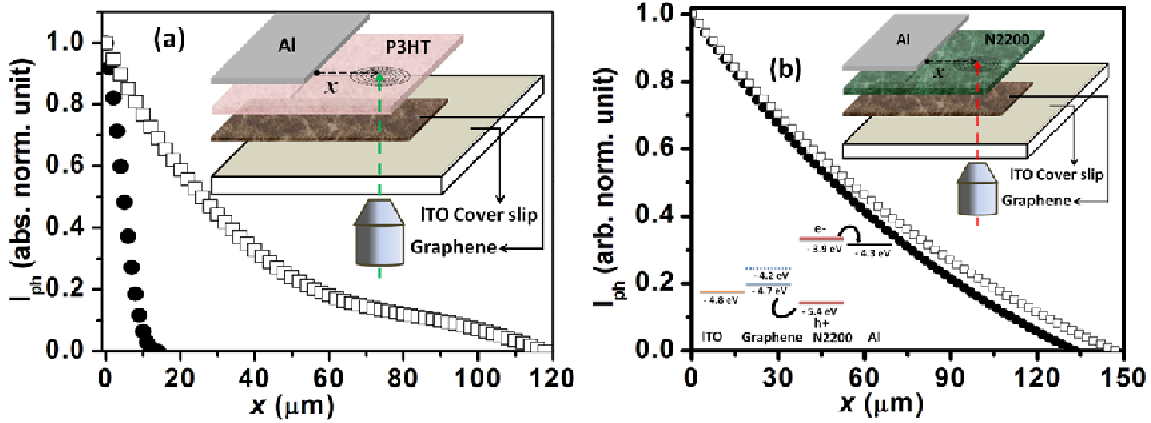 (a)
Al
P3HT
x
ITO Cover slip
Graphene
I_ph (abs. norm. unit)
1.0
0.8
0.6
0.4
0.2
0.0
0
20
40
60
80
100
120
x (μm)
(b)
Al
N2200
x
ITO Cover slip
Graphene
I_ph (arb. norm. unit)
1.0
0.8
0.6
0.4
0.2
0.0
e-
- 3.9 eV
- 4.3 eV
- 4.2 eV
- 4.7 eV
- 4.8 eV
- 5.4 eV
h+
ITO Graphene N2200 Al
0
30
60
90
120
150
x (μm)